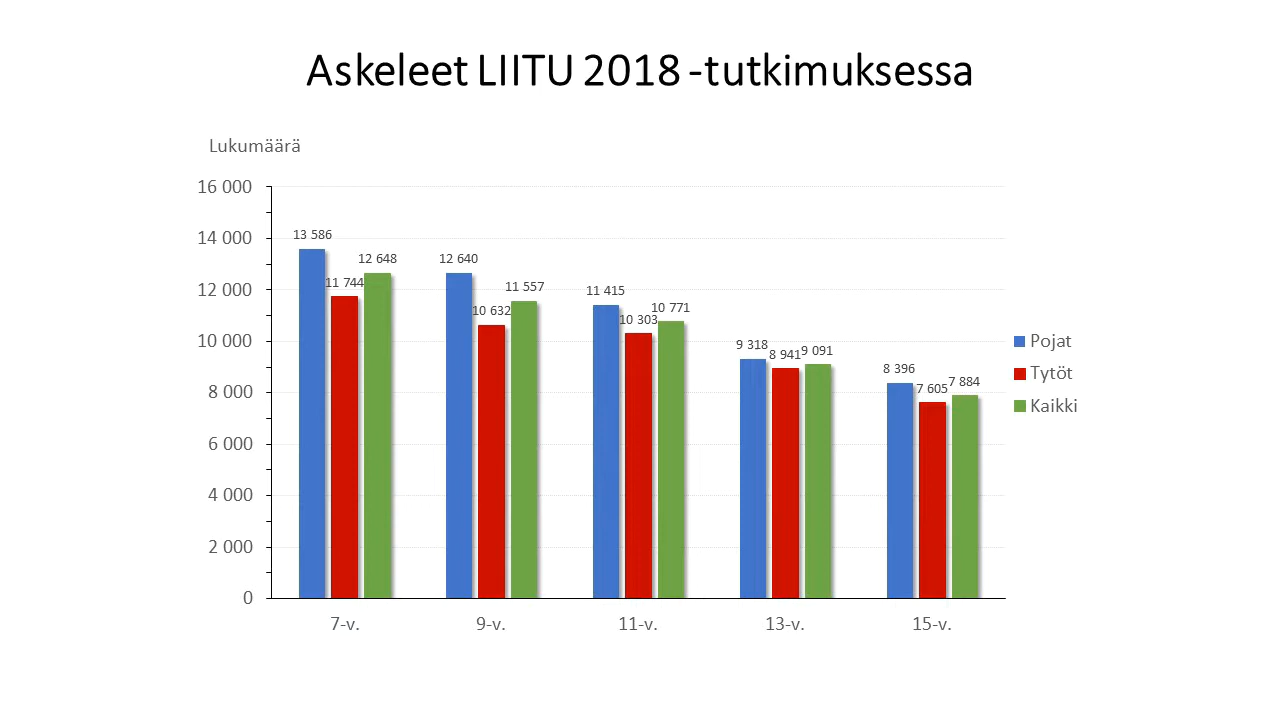 Askeleet LIITU 2018 -tutkimuksessa
Lukumäärä
16 000
14 000
12 000
10 000
8 000
6 000
4 000
2 000
0
13 586
11 744
12 648
12 640
10 632
11 557
11 415
10 303
10 771
9 318
8 941
9 091
8 396
7 605
7 884
7-v.
9-v.
11-v.
13-v.
15-v.
Pojat
Tytöt
Kaikki